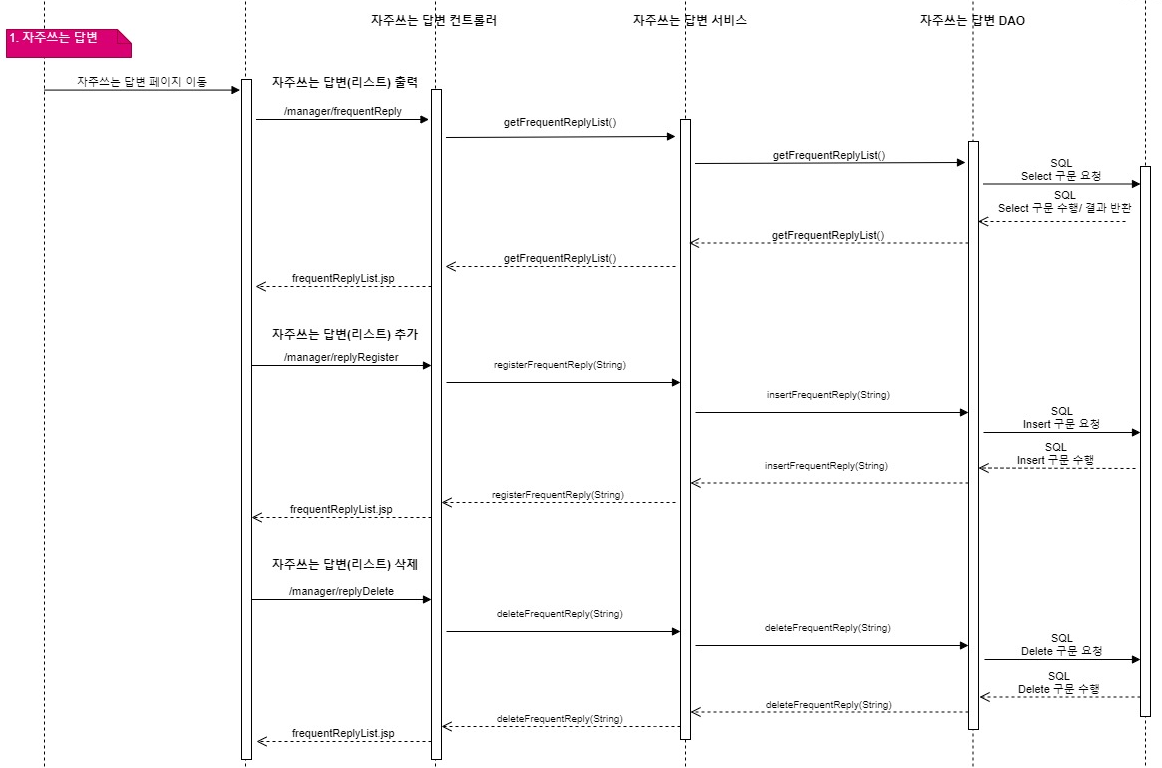 자주쓰는 답변 컨트롤러
자주쓰는 답변 서비스
자주쓰는 답변 DAO
1. 자주쓰는 답변
자주쓰는 답변 페이지 이동
자주쓰는 답변(리스트) 출력
/manager/frequentReply
getFrequentReplyList()
getFrequentReplyList()
SQL
Select 구문 요청
SQL
Select 구문 수행/ 결과 반환
getFrequentReplyList()
getFrequentReplyList()
frequentReplyList.jsp
자주쓰는 답변(리스트) 추가
/manager/replyRegister
registerFrequentReply(String)
insertFrequentReply(String)
SQL
Insert 구문 요청
SQL
Insert 구문 수행
insertFrequentReply(String)
registerFrequentReply(String)
frequentReplyList.jsp
자주쓰는 답변(리스트) 삭제
/manager/replyDelete
deleteFrequentReply(String)
deleteFrequentReply(String)
SQL
Delete 구문 요청
SQL
Delete 구문 수행
deleteFrequentReply(String)
deleteFrequentReply(String)
frequentReplyList.jsp